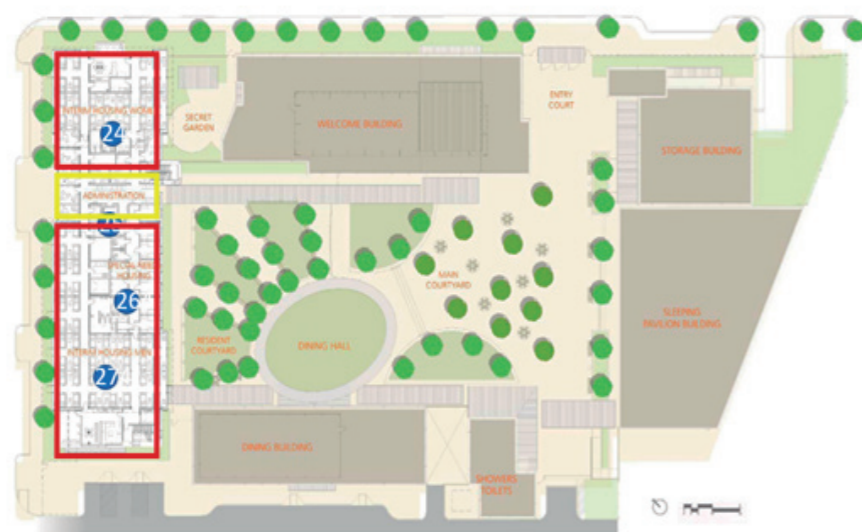 INTERIM HOUSING WOMEN
24
SECRET
GARDEN
WELCOME BUILDING
ENTRY
COURT
STORAGE BUILDING
ADMINISTRATION
SPECIAL NEEDS
HOUSING
26
MAIN
COURTYARD
SLEEPING
PAVILION BUILDING
RESIDENT
COURTYARD
DINING HALL
INTERIM HOUSING MEN
27
DINING BUILDING
SHOWERS
TOILETS